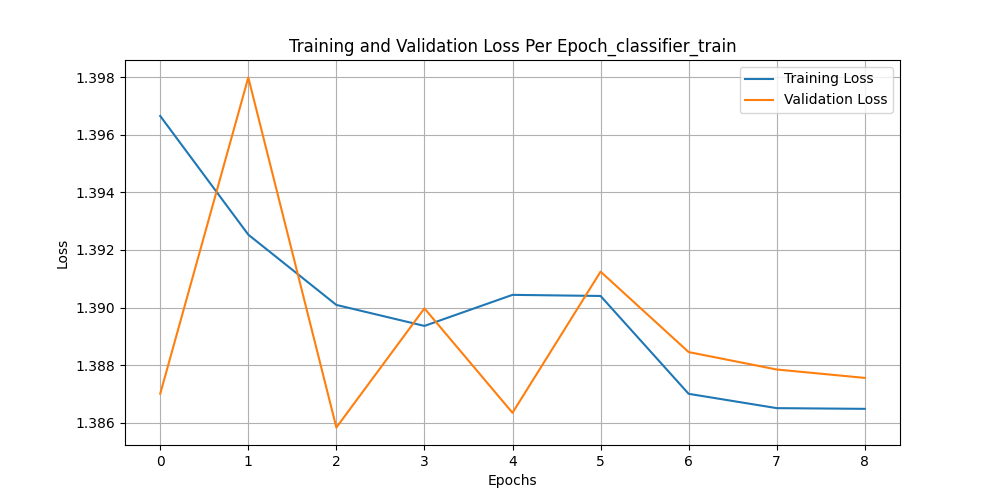 Training and Validation Loss Per Epoch_classifier_train
Training Loss
Validation Loss
1.398
1.396
1.394
1.392
1.390
1.388
1.386
Loss
0 1 2 3 4 5 6 7 8
Epochs